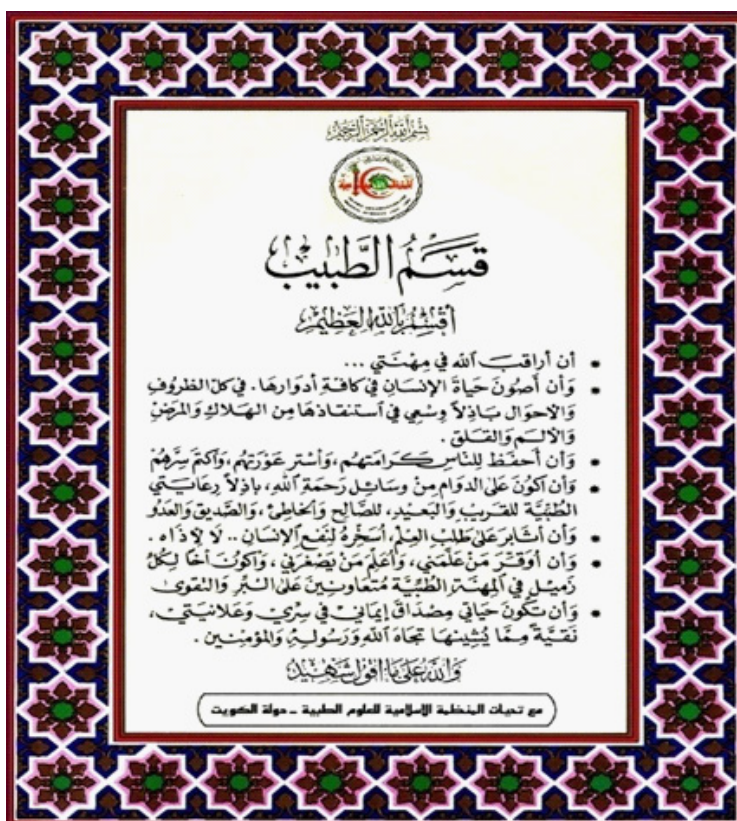 بسم الله الرحمن الرحيم
قسم الطبيب
أقسم بالله العظيم
• أن أراقب الله في مهنتي ...
• وأن أصون حياة الإنسان في كافة أدوارها. في كل الظروف
والأحوال باذلاً وسعي في استنقاذها من الهلاك والمرض
والألم والقلق.
• وأن أحفظ للناس كرامتهم، وأستر عورتهم، وأكتم سرهم
• وأن أكون على الدوام من وسائل رحمة الله، باذلاً رعايتي
الطبية للقريب والبعيد، للصالح والخاطئ، والصديق والعدو
• وأن أثابر على طلب العلم، أسخره لنفع الإنسان .. لا لأذاه.
• وأن أوقر من علمني، وأعلم من يصغرني، وأكون أخا لكل
زميل في المهنة الطبية متعاونين على البر والتقوى
• وأن تكون حياتي مصداق إيماني في سري وعلانيتي،
نقية مما يشينها تجاه الله ورسوله والمؤمنين.
والله على ما أقول شهيد
مع تحيات المنظمة الاسلامية للعلوم الطبية - دولة الكويت